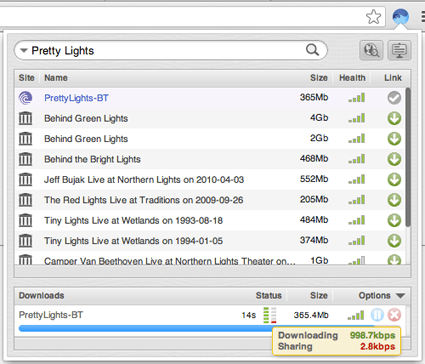 Pretty Lights
Site Name Size Health Link
PrettyLights-BT 365Mb
Behind Green Lights 4Gb
Behind Green Lights 2Gb
Behind the Bright Lights 468Mb
Jeff Bujak Live at Northern Lights on 2010-04-03 552Mb
The Red Lights Live at Traditions on 2009-09-26 205Mb
Tiny Lights Live at Wetlands on 1993-08-18 484Mb
Tiny Lights Live at Wetlands on 1994-01-05 374Mb
Camper Van Beethoven Live at Northern Lights Theater on... 1Gb
Downloads Status Size Options
PrettyLights-BT 14s 365.4Mb
Downloading 998.7kbps
Sharing 2.8kbps